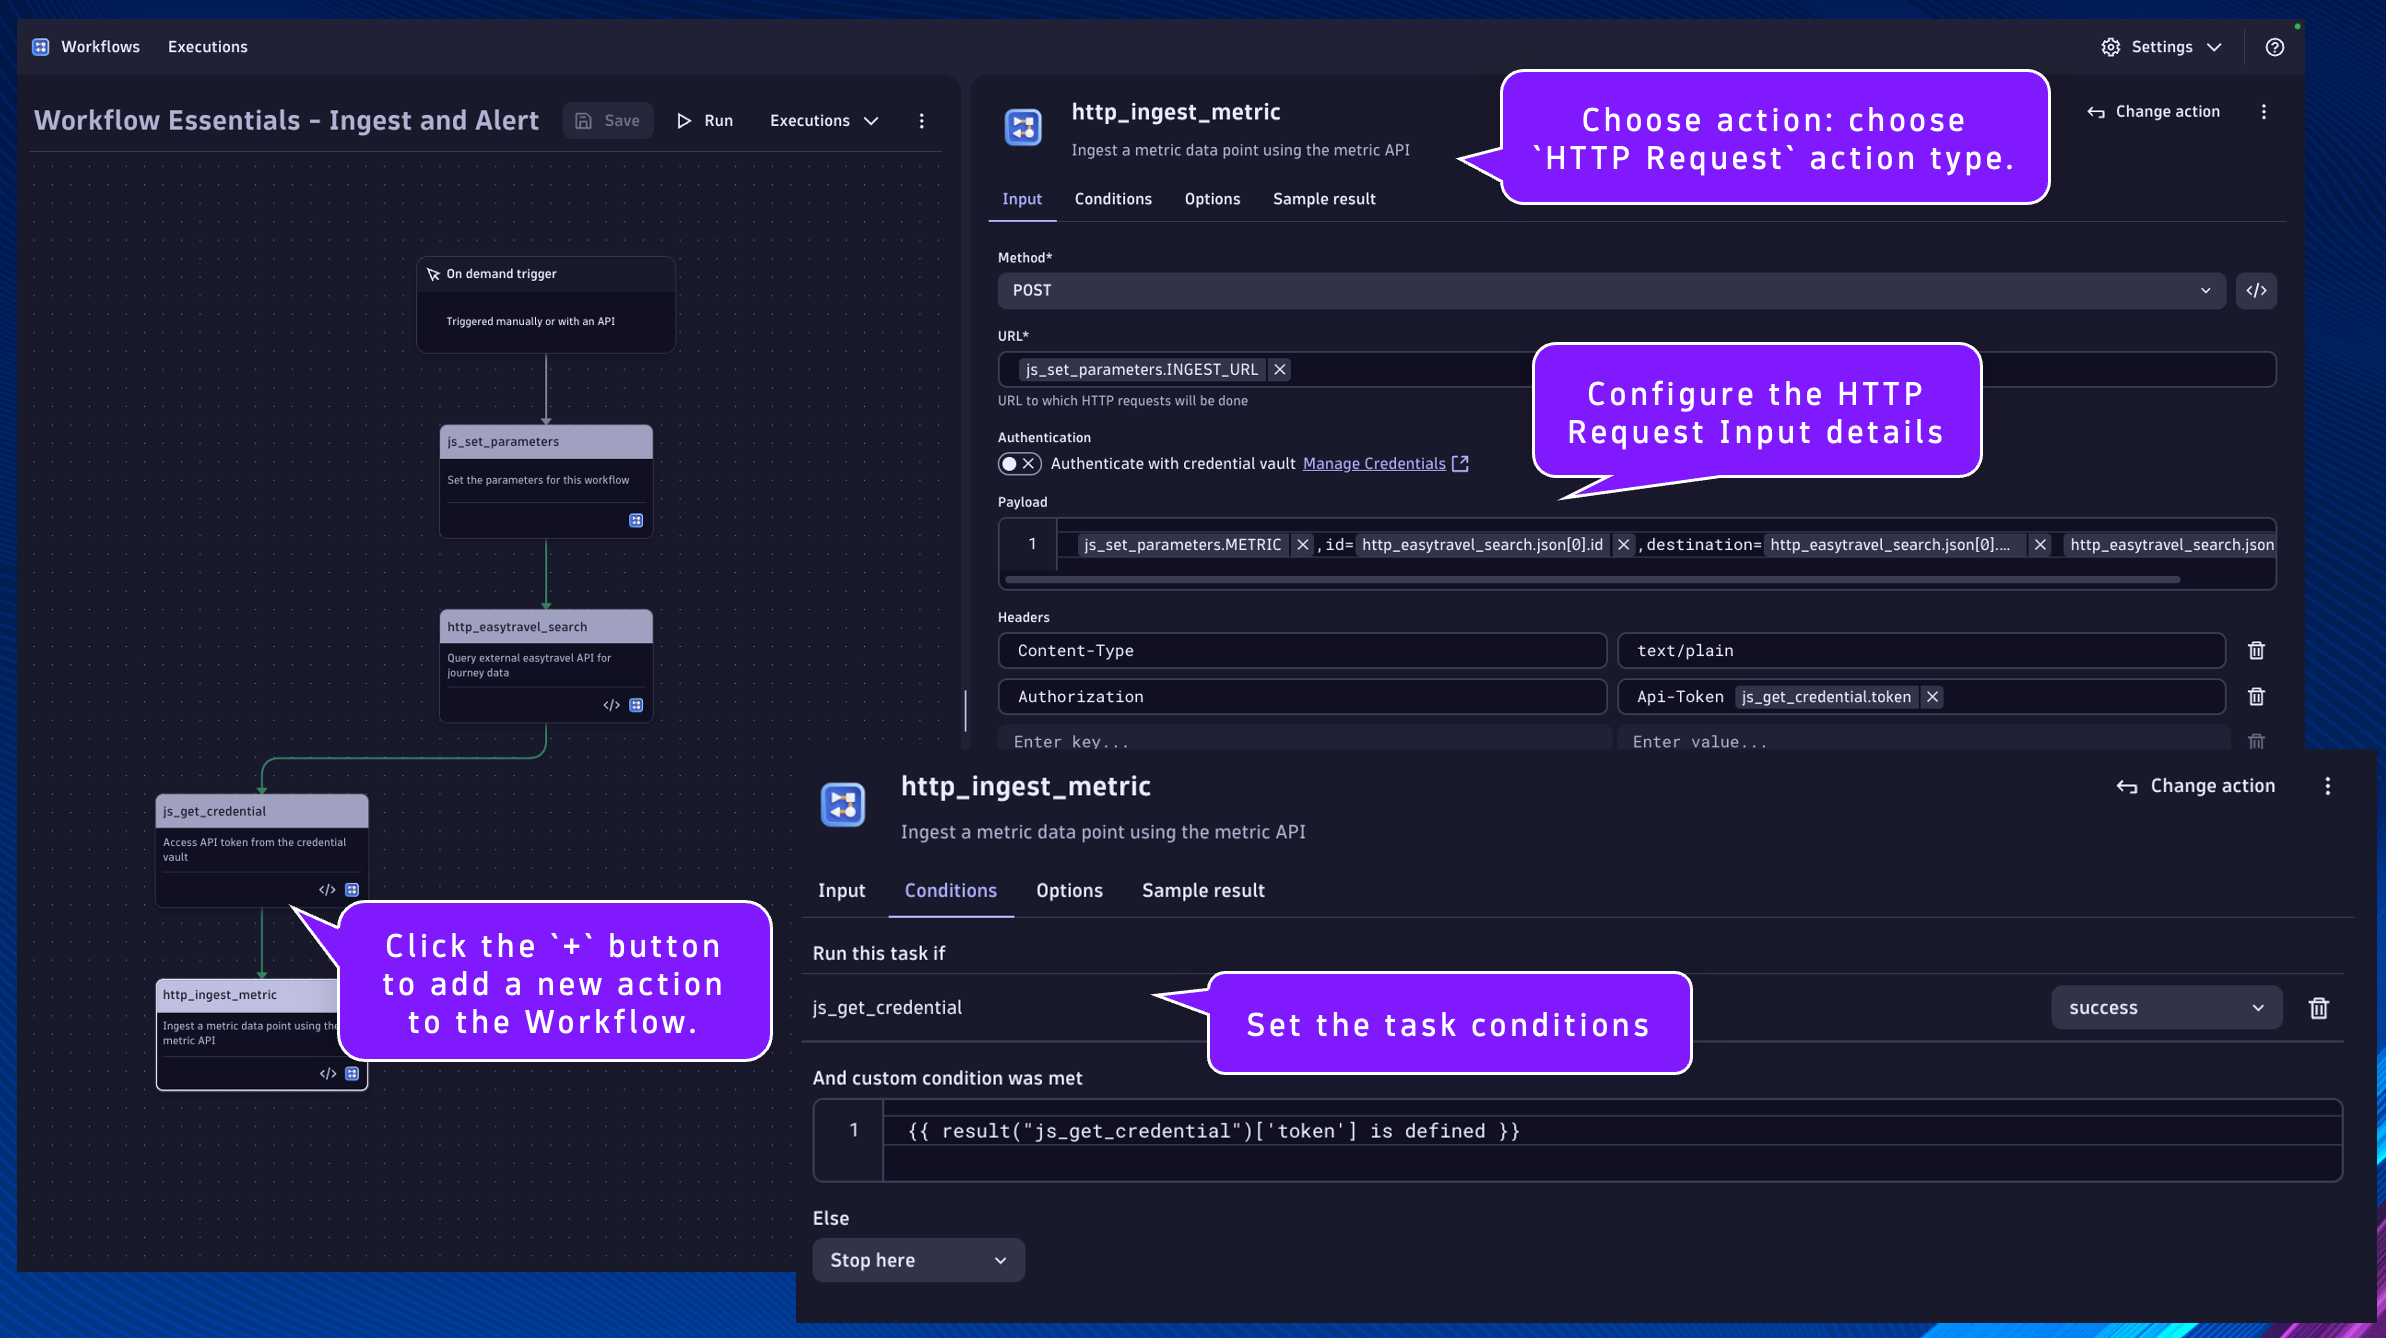 Workflows Executions Settings
Workflow Essentials - Ingest and Alert Save Run Executions
On demand trigger
Triggered manually or with an API
js_set_parameters
Set the parameters for this workflow
http_easytravel_search
Query external easytravel API for
journey data
</>
js_get_credential
Access API token from the credential
vault
</>
http_ingest_metric
Ingest a metric data point using the
metric API
</>
Click the `+` button
to add a new action
to the Workflow.
http_ingest_metric
Ingest a metric data point using the metric API
Change action
Choose action: choose
`HTTP Request` action type.
Input Conditions Options Sample result
Method*
POST </>
URL*
js_set_parameters.INGEST_URL
URL to which HTTP requests will be done
Configure the HTTP
Request Input details
Authentication
Authenticate with credential vault Manage Credentials
Payload
1 js_set_parameters.METRIC ,id= http_easytravel_search.json[0].id ,destination= http_easytravel_search.json[0].... http_easytravel_search.json
Headers
Content-Type text/plain
Authorization Api-Token js_get_credential.token
Enter key... Enter value...
http_ingest_metric
Change action
Ingest a metric data point using the metric API
Input Conditions Options Sample result
Run this task if
js_get_credential success
Set the task conditions
And custom condition was met
1 {{ result("js_get_credential")['token'] is defined }}
Else
Stop here